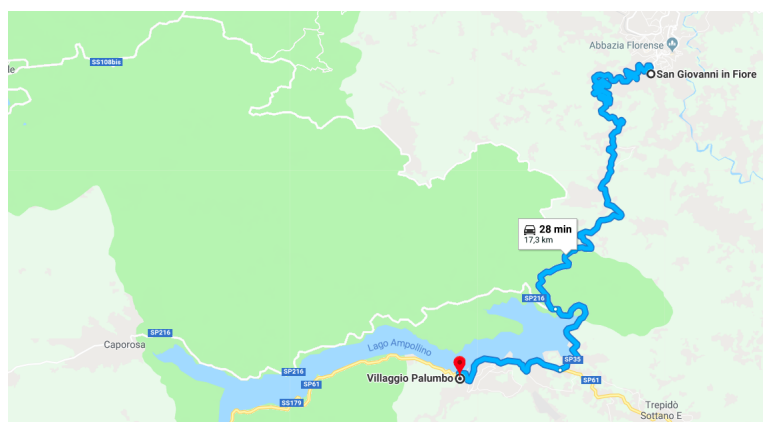 Abbazia Florense
San Giovanni in Fiore
SS108bis
le
28 min
17,3 km
SP216
SP216
Caporosa
Lago Ampollino
SP35
SP216
SP61
Villaggio Palumbo
SP61
SS179
Trepidò
Sottano E